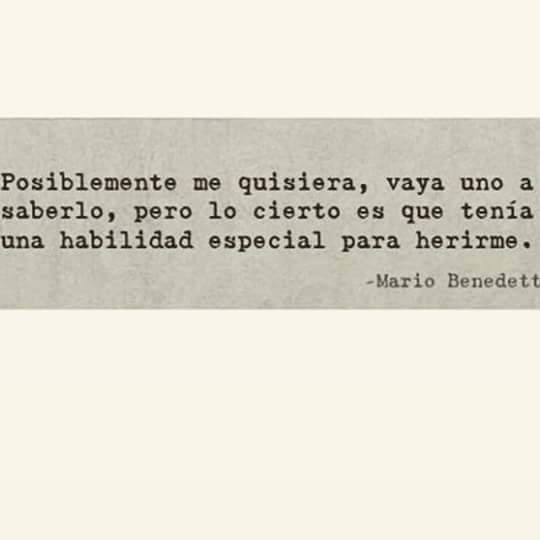 Posiblemente me quisiera, vaya uno a
saberlo, pero lo cierto es que tenía
una habilidad especial para herirme.
-Mario Benedett